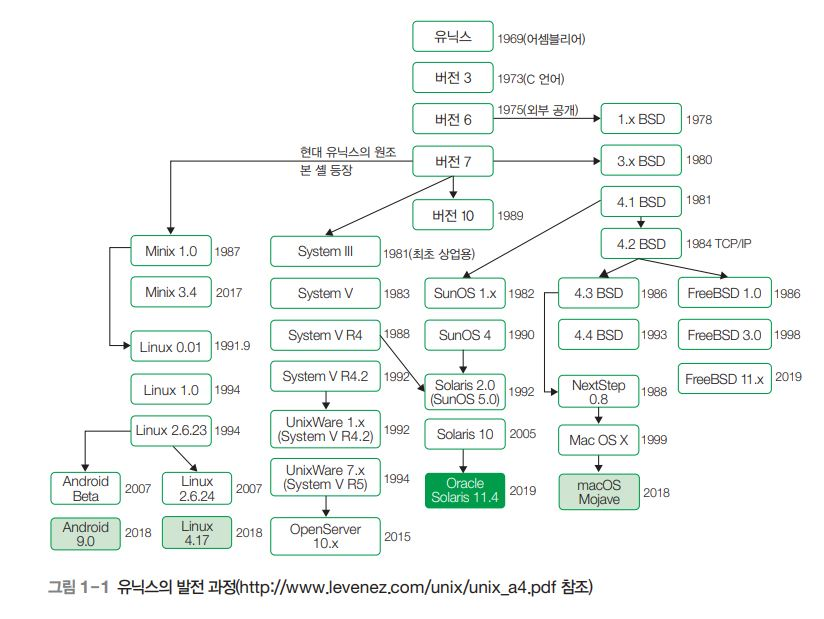 유닉스 1969(어셈블리어)
버전 3 1973(C 언어)
버전 6 1975(외부 공개) 1.x BSD 1978
현대 유닉스의 원조
본 셸 등장
버전 7 3.x BSD 1980
버전 10 1989
4.1 BSD 1981
4.2 BSD 1984 TCP/IP
Minix 1.0 1987
System III 1981(최초 상업용)
Minix 3.4 2017
System V 1983
SunOS 1.x 1982
4.3 BSD 1986
FreeBSD 1.0 1986
Linux 0.01 1991.9
System V R4 1988
SunOS 4 1990
4.4 BSD 1993
FreeBSD 3.0 1998
Linux 1.0 1994
System V R4.2 1992
Solaris 2.0
(SunOS 5.0) 1992
NextStep
0.8 1988
FreeBSD 11.x 2019
Linux 2.6.23 1994
UnixWare 1.x
(System V R4.2) 1992
Solaris 10 2005
Mac OS X 1999
Android
Beta 2007
Linux
2.6.24 2007
UnixWare 7.x
(System V R5) 1994
Oracle
Solaris 11.4 2019
macOS
Mojave 2018
Android
9.0 2018
Linux
4.17 2018
OpenServer
10.x 2015
그림 1-1 유닉스의 발전 과정(http://www.levenez.com/unix/unix_a4.pdf 참조)